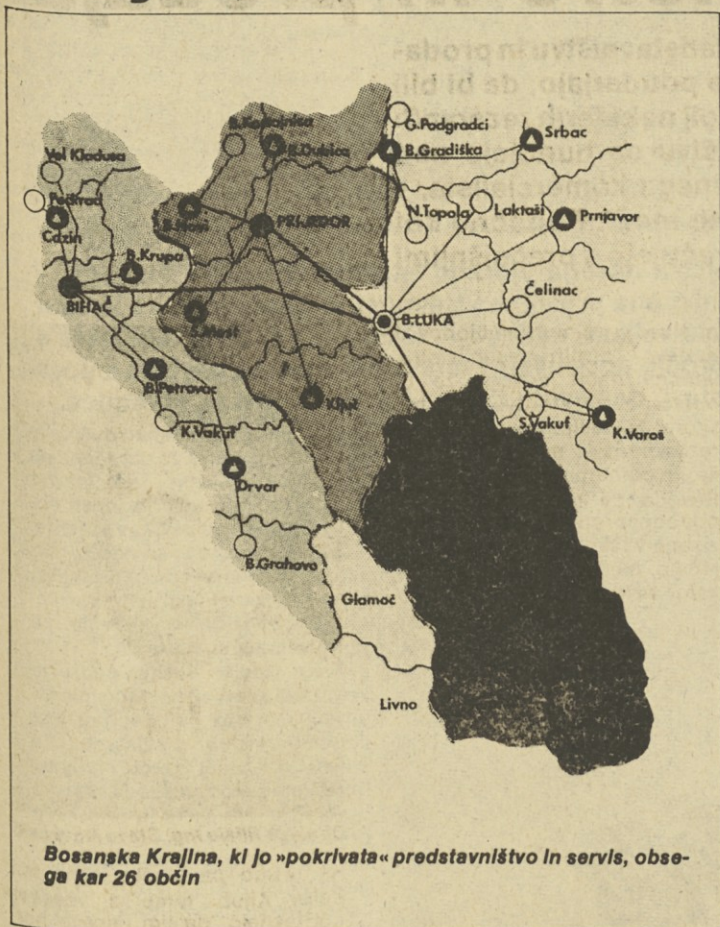 B.Kostajnica
G.Podgradci
Srbac
B.Dubica
B.Gradiška
Vel Kladuša
N.Topola
Laktaši
Prnjavor
B.Novi
PRIJEDOR
Cazin
B.Krupa
BIHAĆ
Čelinac
B.LUKA
S.Most
B.Petrovac
Ključ
K.Vakuf
S.Vakuf
K.Varoš
Drvar
B.Grahovo
Glamoč
Livno
Bosanska Krajina, ki jo »pokrivata« predstavništvo in servis, obse-
ga kar 26 občin